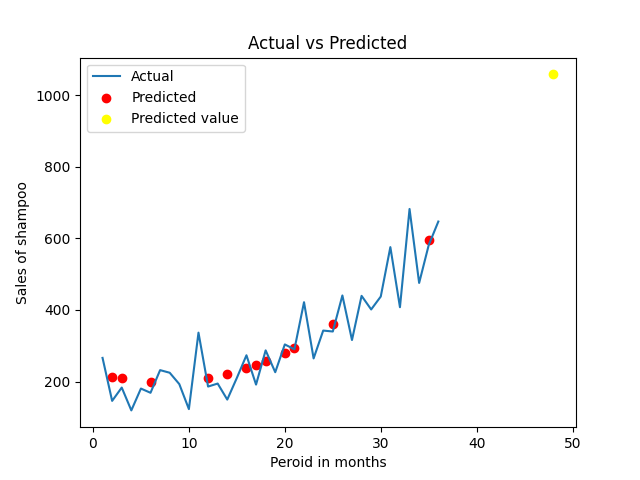 Actual vs Predicted
Actual
Predicted
Predicted value
1000
800
600
400
200
Sales of shampoo
0
10
20
30
40
50
Peroid in months